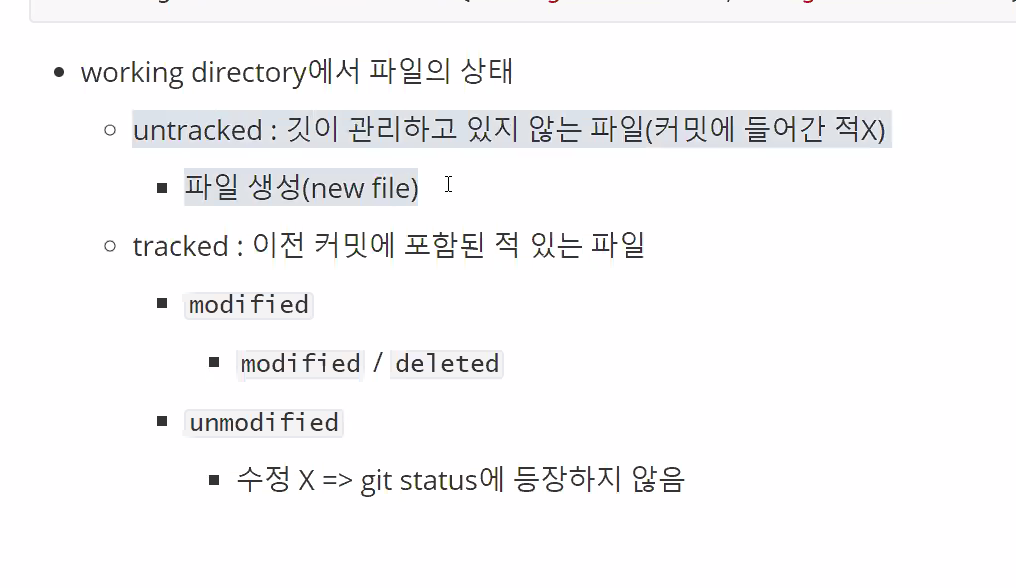 working directory에서 파일의 상태
untracked : 깃이 관리하고 있지 않는 파일(커밋에 들어간 적X)
파일 생성(new file)
tracked : 이전 커밋에 포함된 적 있는 파일
modified
modified / deleted
unmodified
수정 X => git status에 등장하지 않음